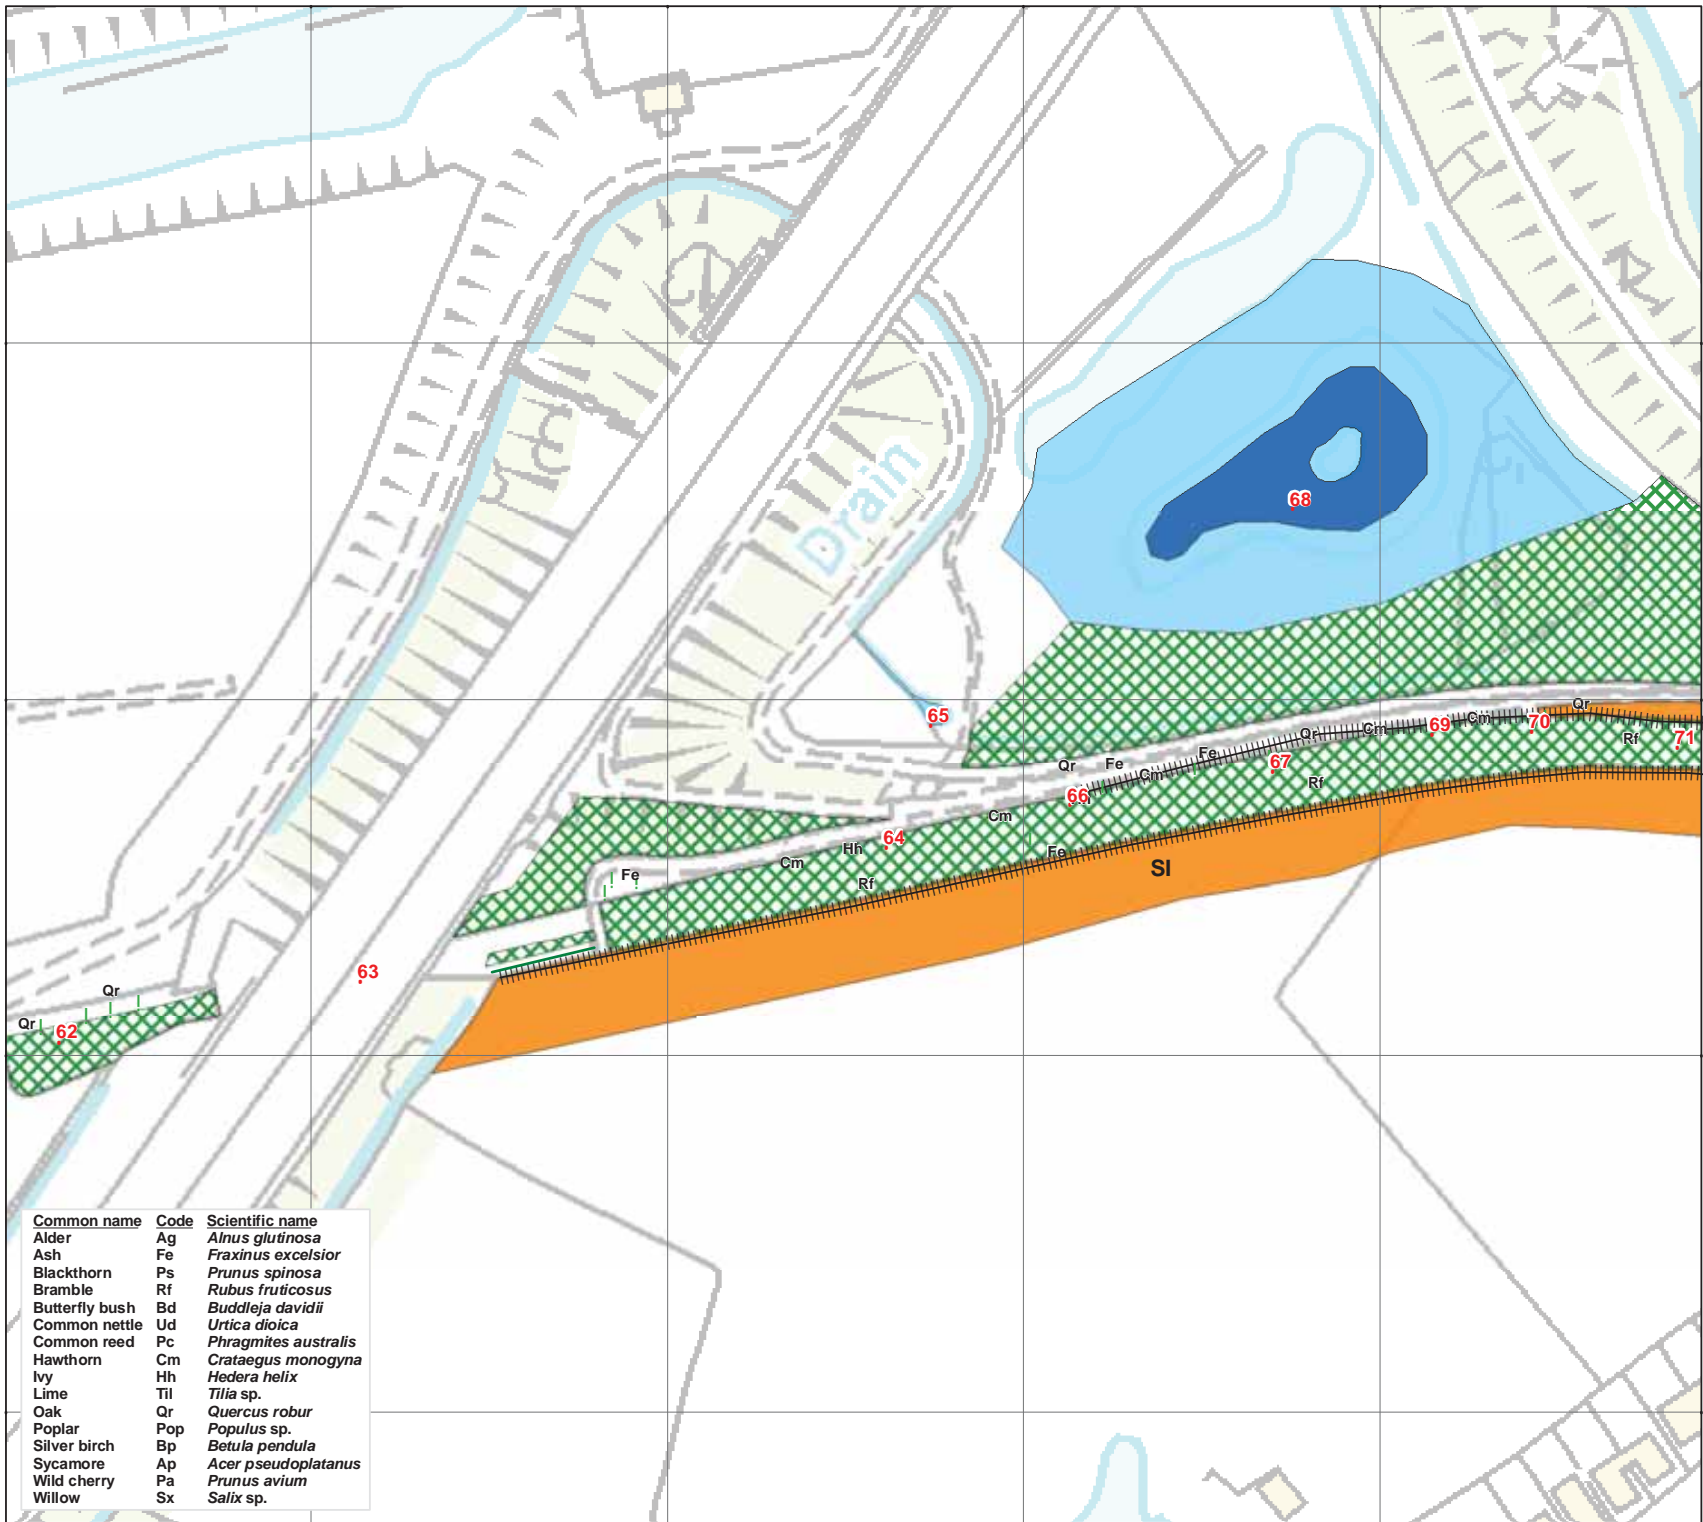 Drain
68
65
Qr
70
Cm
69
Rf
71
Qr
Cm
Fe
67
Fe
Qr
Cm
Rf
66
Cm
64
Hh
Cm
Fe
SI
Fe
Rf
63
Qr
Qr
62
Common name Code Scientific name
Alder Ag Alnus glutinosa
Ash Fe Fraxinus excelsior
Blackthorn Ps Prunus spinosa
Bramble Rf Rubus fruticosus
Butterfly bush Bd Buddleja davidii
Common nettle Ud Urtica dioica
Common reed Pc Phragmites australis
Hawthorn Cm Crataegus monogyna
Ivy Hh Hedera helix
Lime Til Tilia sp.
Oak Qr Quercus robur
Poplar Pop Populus sp.
Silver birch Bp Betula pendula
Sycamore Ap Acer pseudoplatanus
Wild cherry Pa Prunus avium
Willow Sx Salix sp.